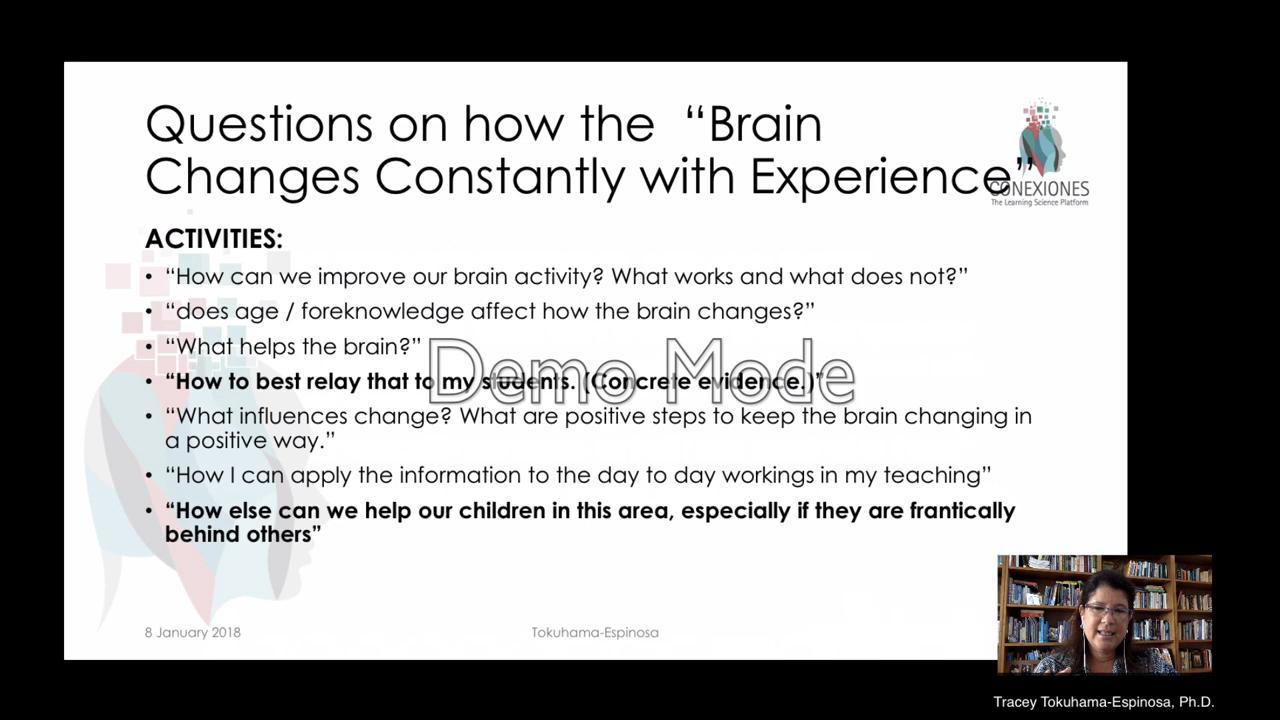 Questions on how the “Brain
Changes Constantly with Experience”
CONEXIONES
The Learning Science Platform
ACTIVITIES:
• “How can we improve our brain activity? What works and what does not?”
• “does age / foreknowledge affect how the brain changes?”
• “What helps the brain?”
Demo Mode
• “How to best relay that to my students. (Concrete evidence.)”
• “What influences change? What are positive steps to keep the brain changing in
a positive way.”
• “How I can apply the information to the day to day workings in my teaching”
• “How else can we help our children in this area, especially if they are frantically
behind others”
8 January 2018
Tokuhama-Espinosa
Tracey Tokuhama-Espinosa, Ph.D.